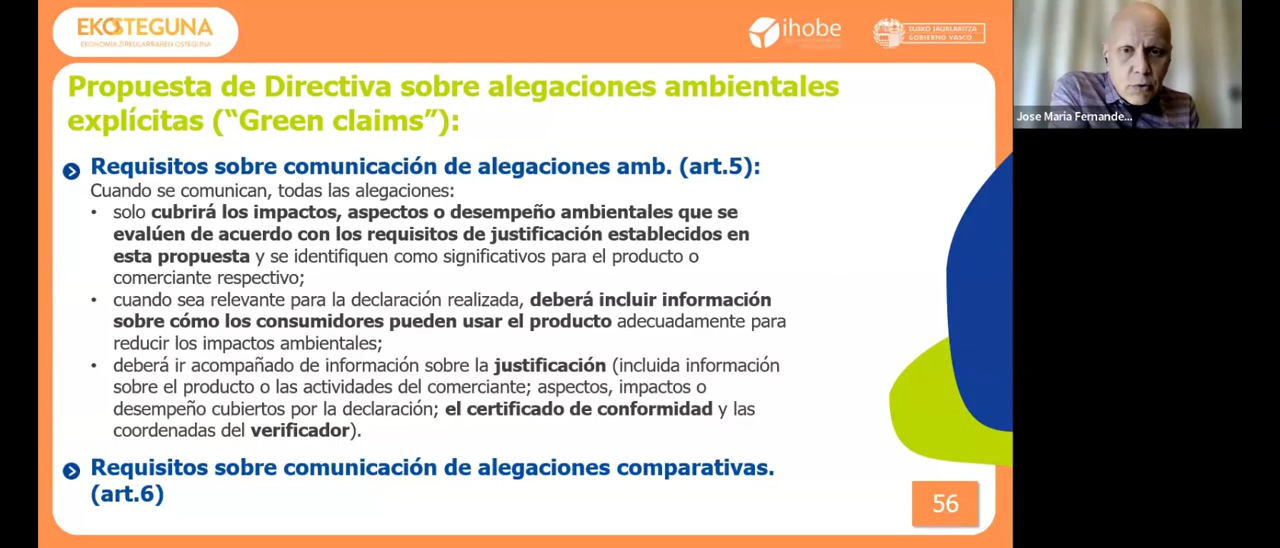 EKOSTEGUNA
EKONOMIA ZIRKULARRAREN OSTEGUNA
ihobe
EUSKO JAURLARITZA
GOBIERNO VASCO
Jose Maria Fernande...
Propuesta de Directiva sobre alegaciones ambientales
explícitas (“Green claims”):
Requisitos sobre comunicación de alegaciones amb. (art.5):
Cuando se comunican, todas las alegaciones:
• solo cubrirá los impactos, aspectos o desempeño ambientales que se
evalúen de acuerdo con los requisitos de justificación establecidos en
esta propuesta y se identifiquen como significativos para el producto o
comerciante respectivo;
• cuando sea relevante para la declaración realizada, deberá incluir información
sobre cómo los consumidores pueden usar el producto adecuadamente para
reducir los impactos ambientales;
• deberá ir acompañado de información sobre la justificación (incluida información
sobre el producto o las actividades del comerciante; aspectos, impactos o
desempeño cubiertos por la declaración; el certificado de conformidad y las
coordenadas del verificador).
Requisitos sobre comunicación de alegaciones comparativas.
(art.6)
56